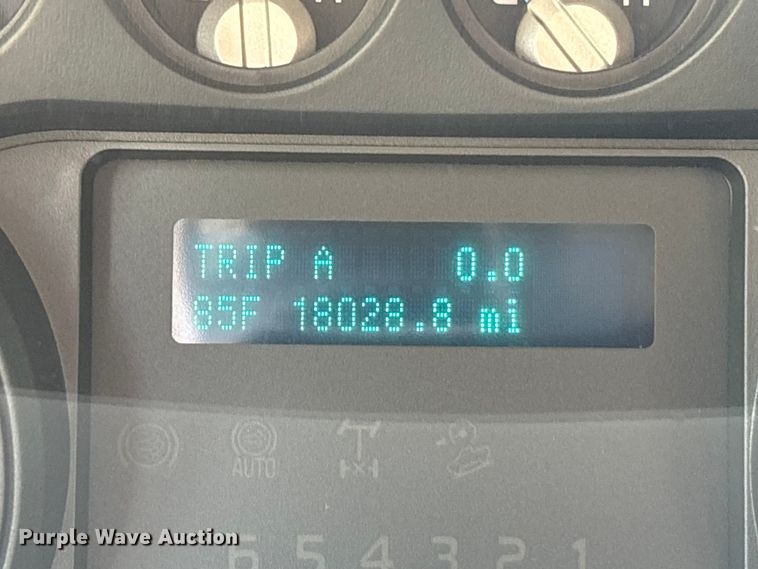 TRIP A 0.0
85F 18028.8 mi
AUTO
6 5 4 3 2 1
Purple Wave Auction